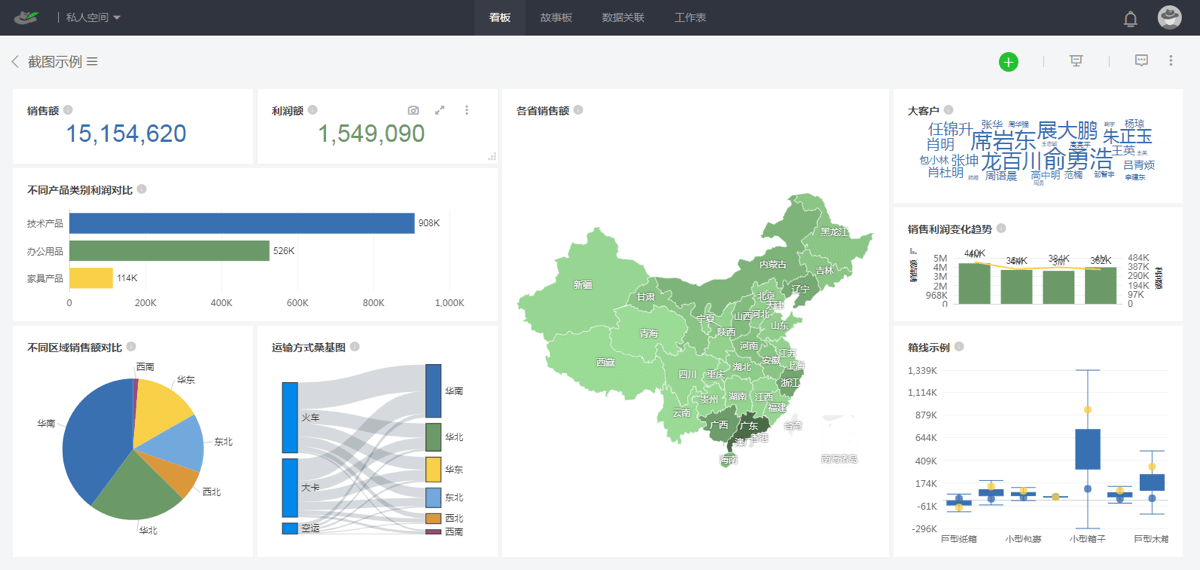 私人空间
看板 故事板 数据关联 工作表
截图示例
销售额
15,154,620
利润额
1,549,090
不同产品类别利润对比
技术产品 908K
办公用品 526K
家具产品 114K
0 200K 400K 600K 800K 1,000K
不同区域销售额对比
西南
华东
华南
东北
西北
华北
运输方式桑基图
火车
大卡
空运
华南
华北
华东
东北
西北
西南
各省销售额
黑龙江
内蒙古
吉林
新疆
辽宁
甘肃
北京
天津
宁夏
山西
河北
山东
青海
陕西
河南
江苏
西藏
安徽
上海
四川
重庆
湖北
浙江
贵州
湖南
江西
云南
福建
广西
广东
台湾
海南
南海诸岛
大客户
任锦升
张华
展大鹏
杨琼
肖明
席岩东
朱正玉
王英
包小林
张坤
龙百川
俞勇浩
吕青烦
肖杜明
周语晨
高中明
范楠
销售利润变化趋势
5M
4M
3M
2M
968K
0
484K
387K
290K
194K
97K
0
箱线示例
1,339K
1,114K
879K
644K
409K
174K
-61K
-296K
巨型纸箱 小型包裹 小型箱子 巨型木箱